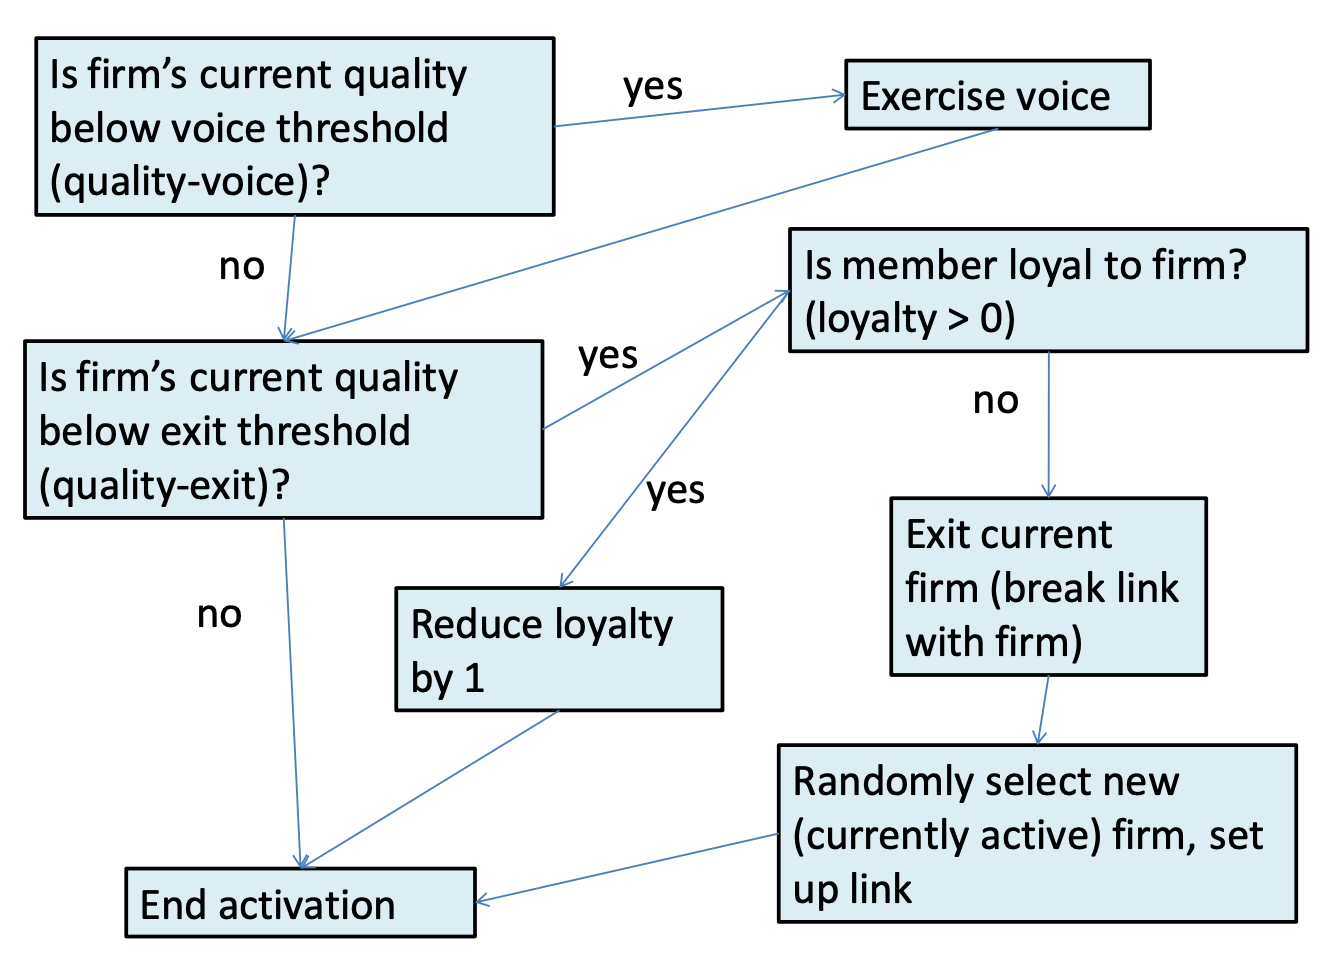 Is firm’s current quality
below voice threshold
(quality-voice)?
yes
Exercise voice
no
Is member loyal to firm?
(loyalty > 0)
Is firm’s current quality
below exit threshold
(quality-exit)?
yes
no
yes
Exit current
firm (break link
with firm)
no
Reduce loyalty
by 1
Randomly select new
(currently active) firm, set
up link
End activation